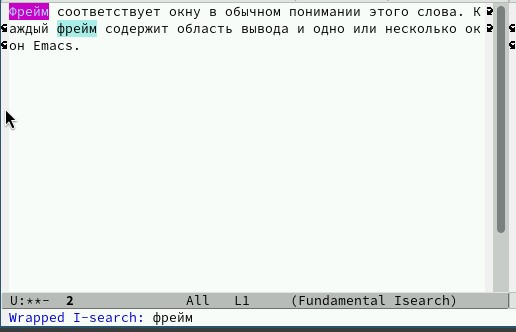 Фрейм соответствует окну в обычном понимании этого слова. К
аждый фрейм содержит область вывода и одно или несколько ок
он Emacs.
U:**-  2              All   L1     (Fundamental Isearch)
Wrapped I-search: фрейм